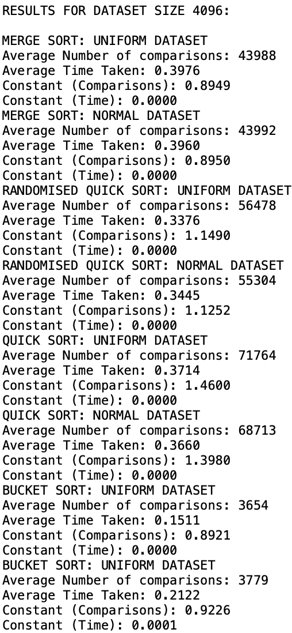 RESULTS FOR DATASET SIZE 4096:
MERGE SORT: UNIFORM DATASET
Average Number of comparisons: 43988
Average Time Taken: 0.3976
Constant (Comparisons): 0.8949
Constant (Time): 0.0000
MERGE SORT: NORMAL DATASET
Average Number of comparisons: 43992
Average Time Taken: 0.3960
Constant (Comparisons): 0.8950
Constant (Time): 0.0000
RANDOMISED QUICK SORT: UNIFORM DATASET
Average Number of comparisons: 56478
Average Time Taken: 0.3376
Constant (Comparisons): 1.1490
Constant (Time): 0.0000
RANDOMISED QUICK SORT: NORMAL DATASET
Average Number of comparisons: 55304
Average Time Taken: 0.3445
Constant (Comparisons): 1.1252
Constant (Time): 0.0000
QUICK SORT: UNIFORM DATASET
Average Number of comparisons: 71764
Average Time Taken: 0.3714
Constant (Comparisons): 1.4600
Constant (Time): 0.0000
QUICK SORT: NORMAL DATASET
Average Number of comparisons: 68713
Average Time Taken: 0.3660
Constant (Comparisons): 1.3980
Constant (Time): 0.0000
BUCKET SORT: UNIFORM DATASET
Average Number of comparisons: 3654
Average Time Taken: 0.1511
Constant (Comparisons): 0.8921
Constant (Time): 0.0000
BUCKET SORT: UNIFORM DATASET
Average Number of comparisons: 3779
Average Time Taken: 0.2122
Constant (Comparisons): 0.9226
Constant (Time): 0.0001